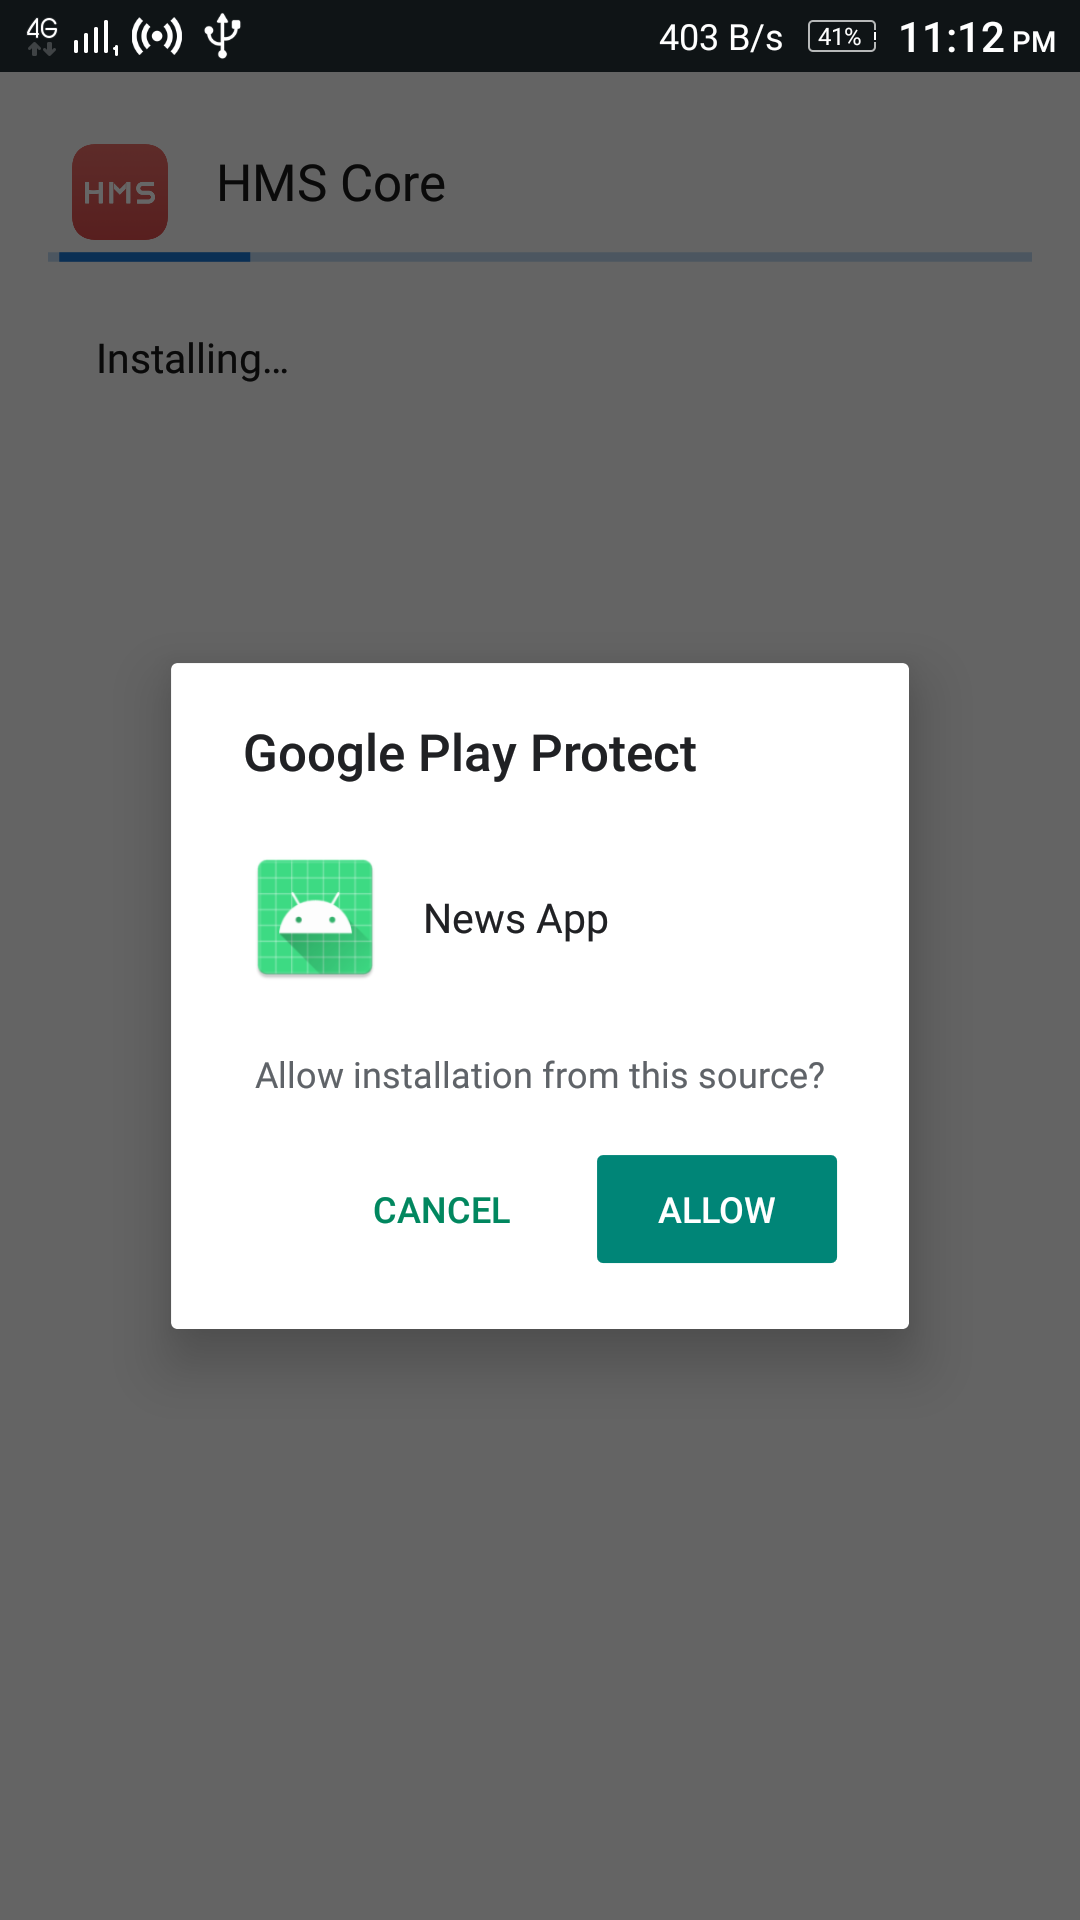 4G 403 B/s 41% 11:12 PM
HMS HMS Core
Installing...
Google Play Protect
News App
Allow installation from this source?
CANCEL ALLOW